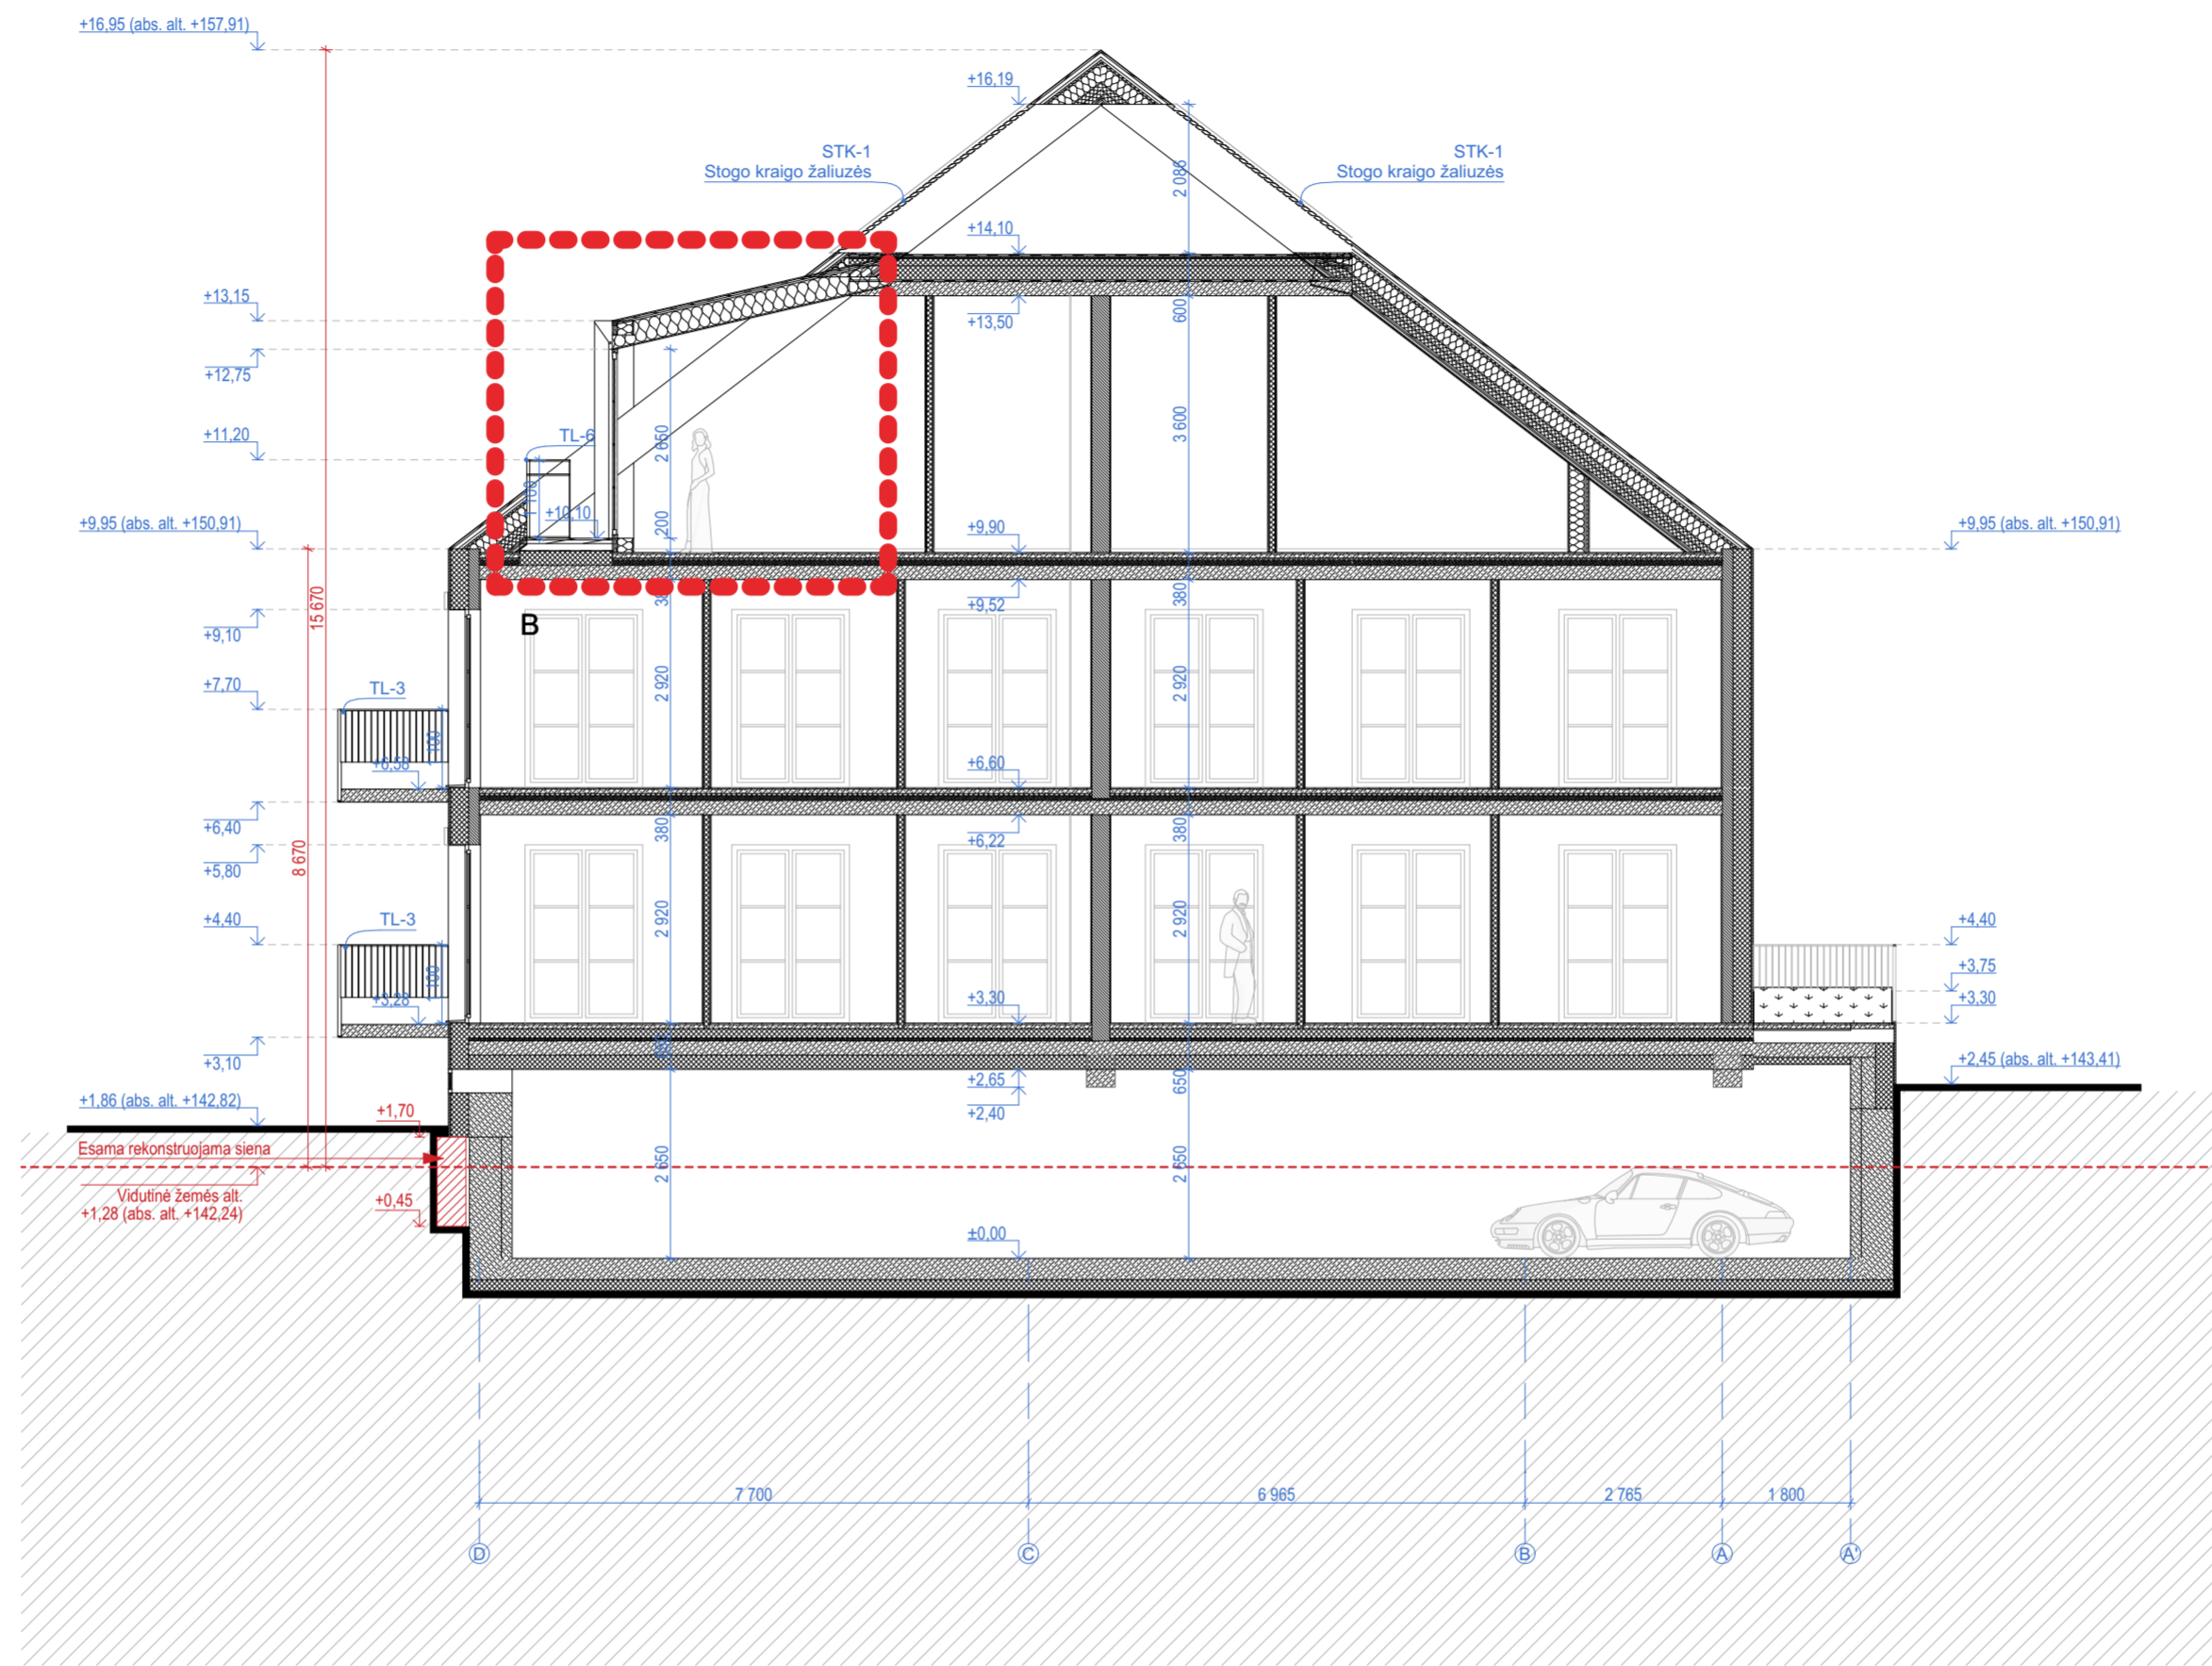 +16,95 (abs. alt. +157,91)
+16,19
STK-1
Stogo kraigo žaliuzės
STK-1
Stogo kraigo žaliuzės
2 086
+14,10
+13,15
600
+13,50
+12,75
+11,20
TL-6
2 650
3 600
1 100
+10,10
200
+9,95 (abs. alt. +150,91)
+9,90
+9,95 (abs. alt. +150,91)
15 670
+9,52
380
+9,10
B
+7,70
TL-3
2 920
2 920
+6,58
+6,60
+6,40
380
380
+6,22
8 670
+5,80
+4,40
TL-3
2 920
2 920
+4,40
+3,75
+3,28
+3,30
+3,30
+3,10
+2,65
650
+2,45 (abs. alt. +143,41)
+1,86 (abs. alt. +142,82)
+1,70
+2,40
Esama rekonstruojama siena
2 650
2 650
Vidutinė žemės alt.
+1,28 (abs. alt. +142,24)
+0,45
±0,00
7 700
6 965
2 765
1 800
D
C
B
A
A'